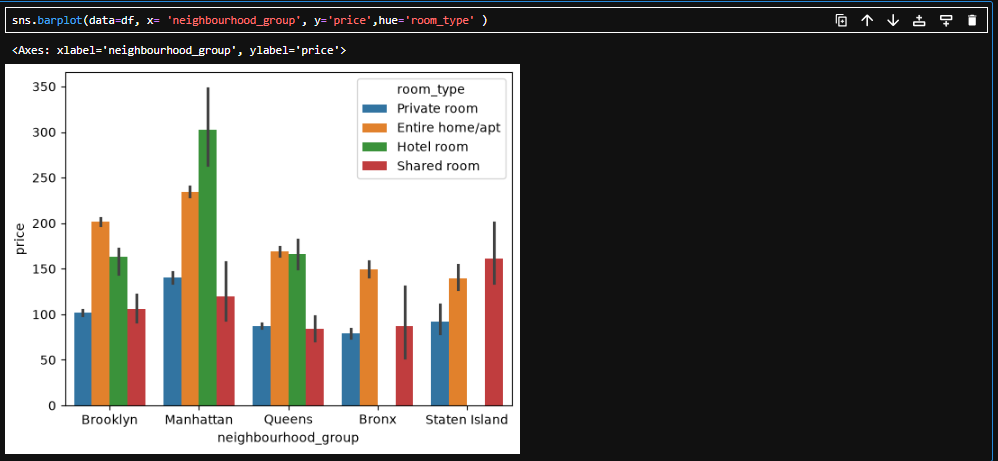 sns.barplot(data=df, x= 'neighbourhood_group', y='price',hue='room_type' )
<Axes: xlabel='neighbourhood_group', ylabel='price'>
room_type
Private room
Entire home/apt
Hotel room
Shared room
350
300
250
200
150
100
50
0
price
Brooklyn Manhattan Queens Bronx Staten Island
neighbourhood_group